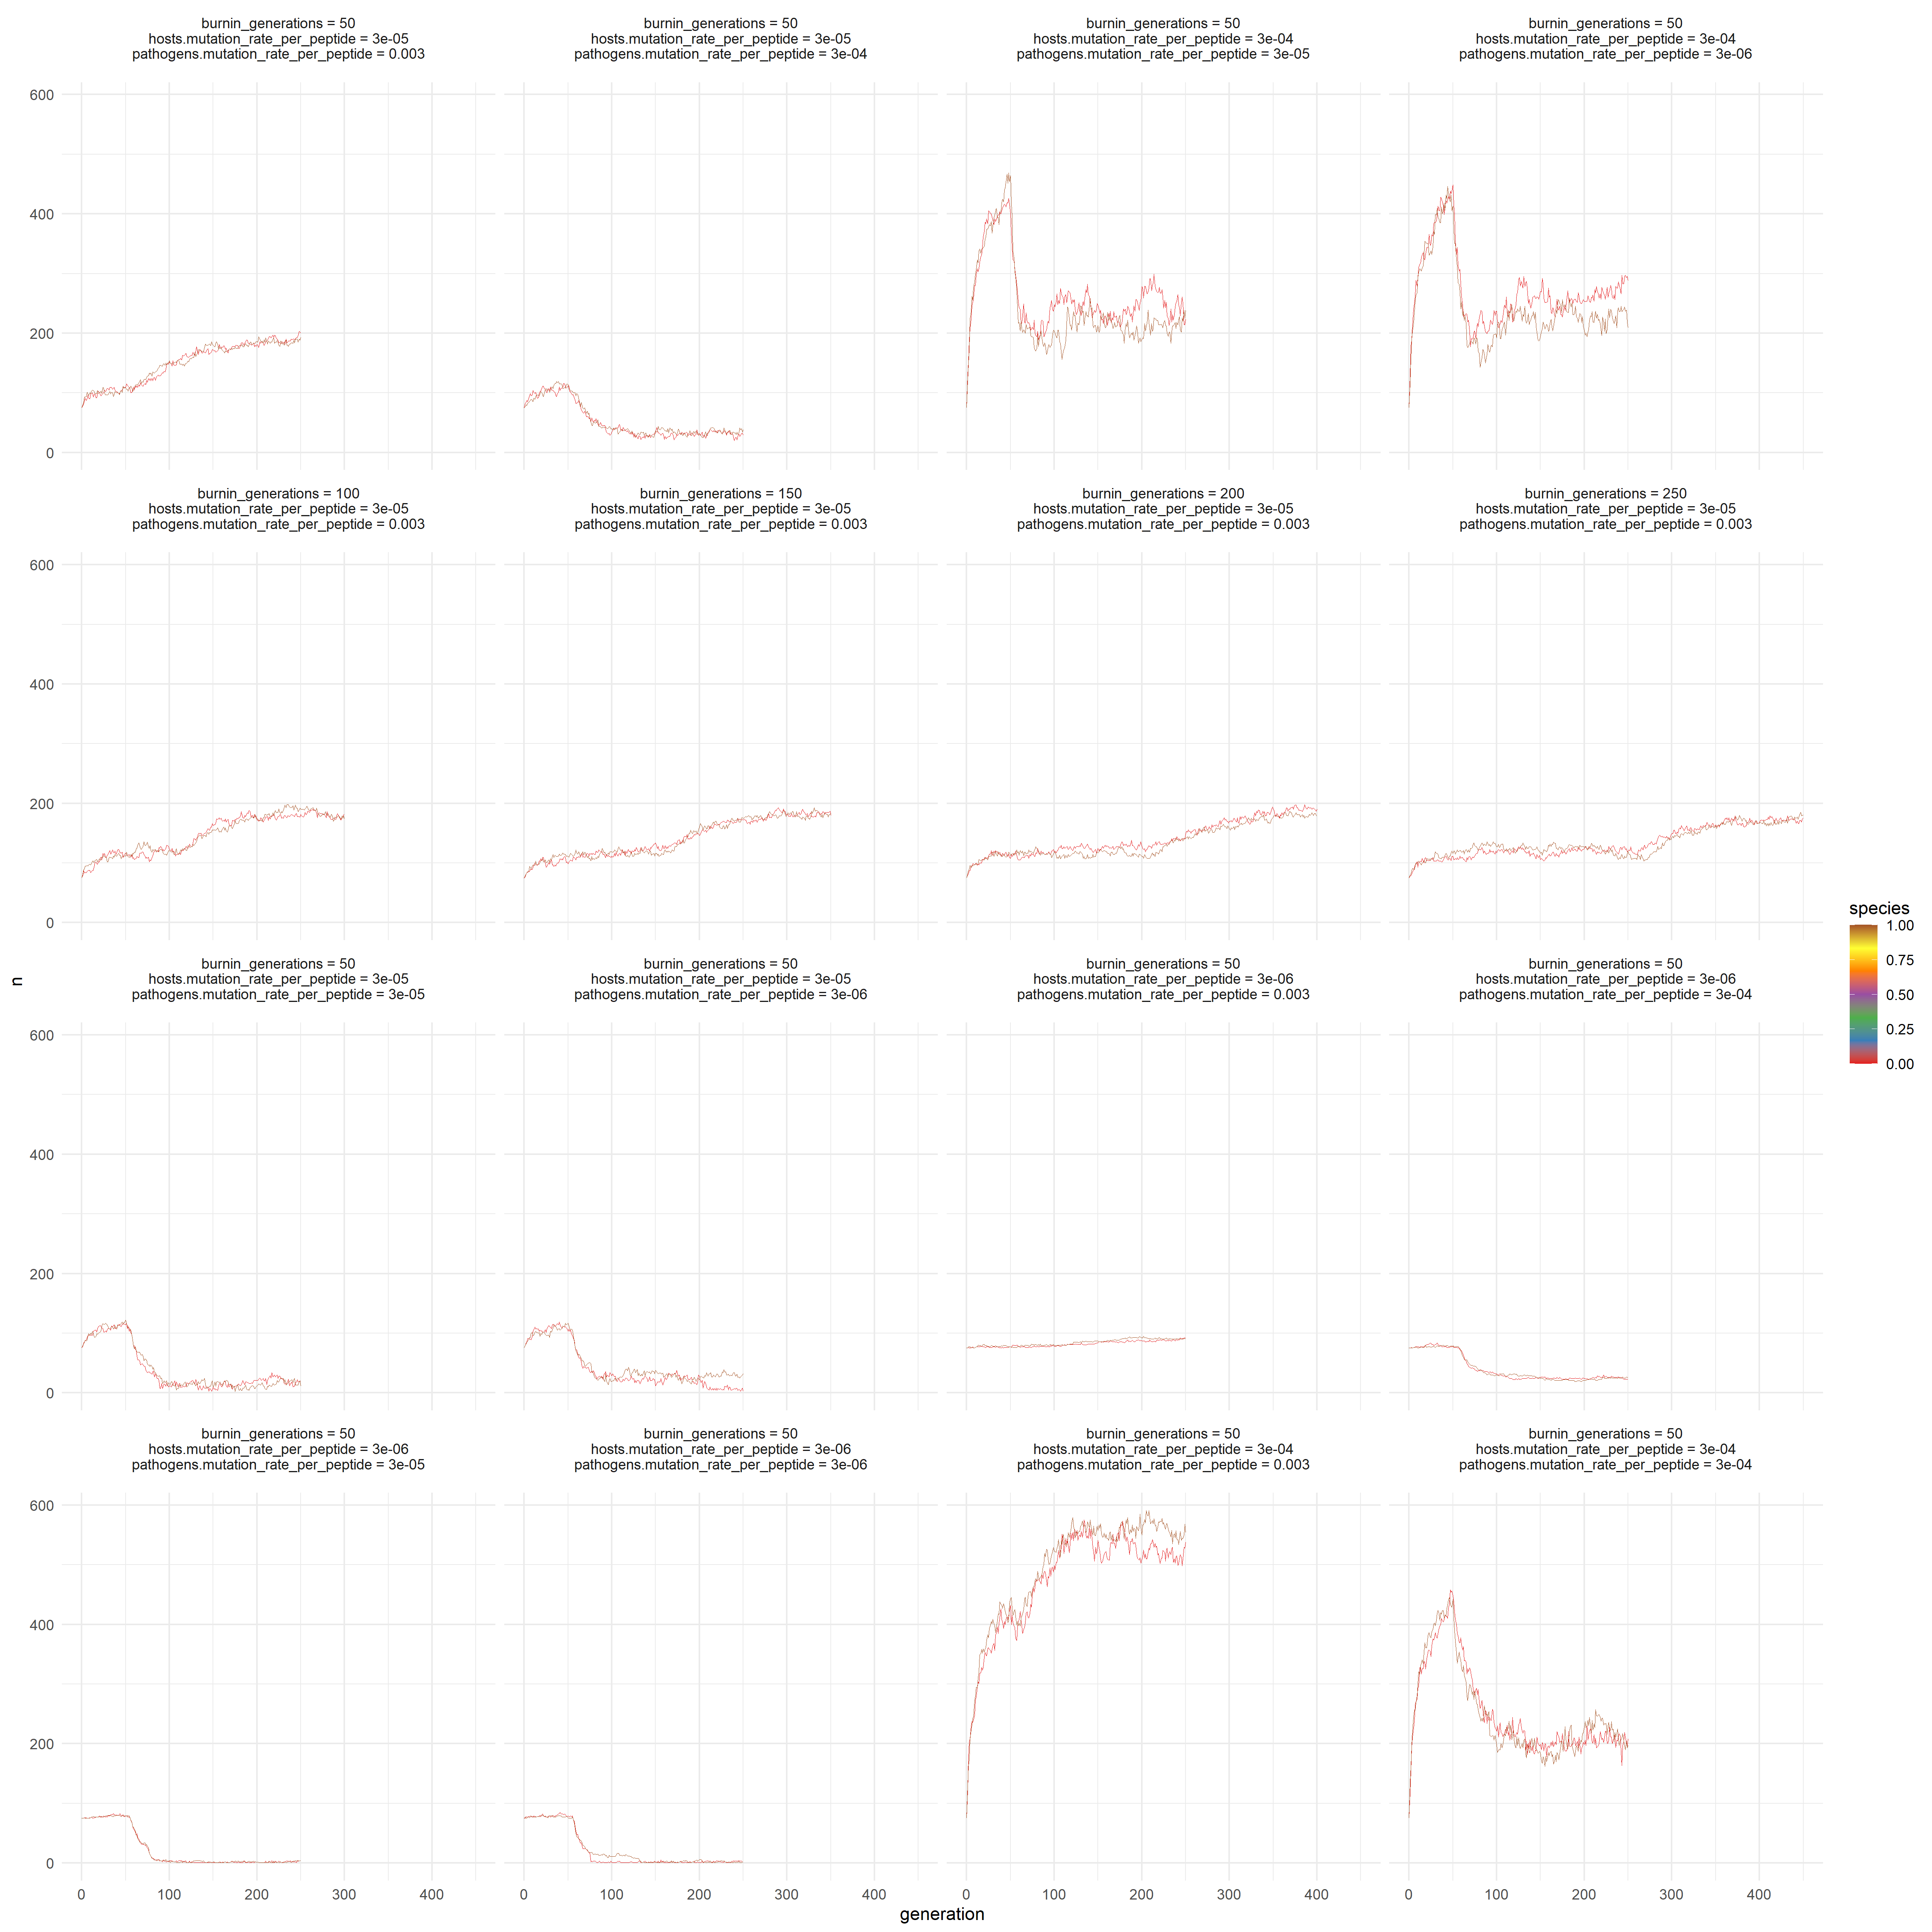 burnin_generations = 50
hosts.mutation_rate_per_peptide = 3e-05
pathogens.mutation_rate_per_peptide = 0.003
burnin_generations = 50
hosts.mutation_rate_per_peptide = 3e-05
pathogens.mutation_rate_per_peptide = 3e-04
burnin_generations = 50
hosts.mutation_rate_per_peptide = 3e-04
pathogens.mutation_rate_per_peptide = 3e-05
burnin_generations = 50
hosts.mutation_rate_per_peptide = 3e-04
pathogens.mutation_rate_per_peptide = 3e-06
600
400
200
0
burnin_generations = 100
hosts.mutation_rate_per_peptide = 3e-05
pathogens.mutation_rate_per_peptide = 0.003
burnin_generations = 150
hosts.mutation_rate_per_peptide = 3e-05
pathogens.mutation_rate_per_peptide = 0.003
burnin_generations = 200
hosts.mutation_rate_per_peptide = 3e-05
pathogens.mutation_rate_per_peptide = 0.003
burnin_generations = 250
hosts.mutation_rate_per_peptide = 3e-05
pathogens.mutation_rate_per_peptide = 0.003
600
400
200
0
n
burnin_generations = 50
hosts.mutation_rate_per_peptide = 3e-05
pathogens.mutation_rate_per_peptide = 3e-05
burnin_generations = 50
hosts.mutation_rate_per_peptide = 3e-05
pathogens.mutation_rate_per_peptide = 3e-06
burnin_generations = 50
hosts.mutation_rate_per_peptide = 3e-06
pathogens.mutation_rate_per_peptide = 0.003
burnin_generations = 50
hosts.mutation_rate_per_peptide = 3e-06
pathogens.mutation_rate_per_peptide = 3e-04
600
400
200
0
burnin_generations = 50
hosts.mutation_rate_per_peptide = 3e-06
pathogens.mutation_rate_per_peptide = 3e-05
burnin_generations = 50
hosts.mutation_rate_per_peptide = 3e-06
pathogens.mutation_rate_per_peptide = 3e-06
burnin_generations = 50
hosts.mutation_rate_per_peptide = 3e-04
pathogens.mutation_rate_per_peptide = 0.003
burnin_generations = 50
hosts.mutation_rate_per_peptide = 3e-04
pathogens.mutation_rate_per_peptide = 3e-04
600
400
200
0
0 100 200 300 400
0 100 200 300 400
0 100 200 300 400
0 100 200 300 400
generation
species
1.00
0.75
0.50
0.25
0.00